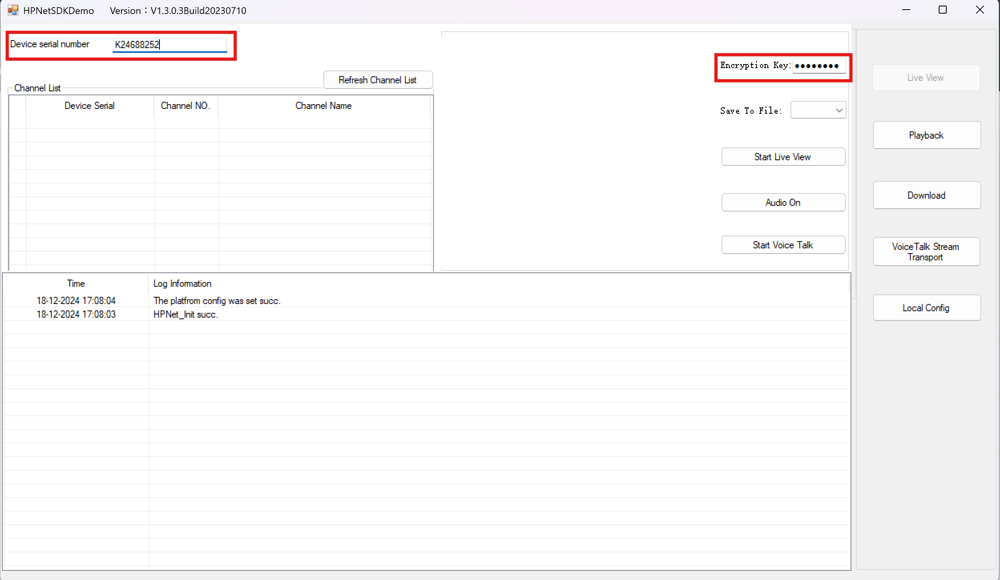 HPNetSDKDemo Version：V1.3.0.3Build20230710
Device serial number K24688252
Encryption Key: ●●●●●●●●
Live View
Refresh Channel List
Channel List
Device Serial Channel NO. Channel Name
Save To File:
Playback
Start Live View
Download
Audio On
Start Voice Talk
VoiceTalk Stream
Transport
Time Log Information
18-12-2024 17:08:04 The platfrom config was set succ.
18-12-2024 17:08:03 HPNet_Init succ.
Local Config